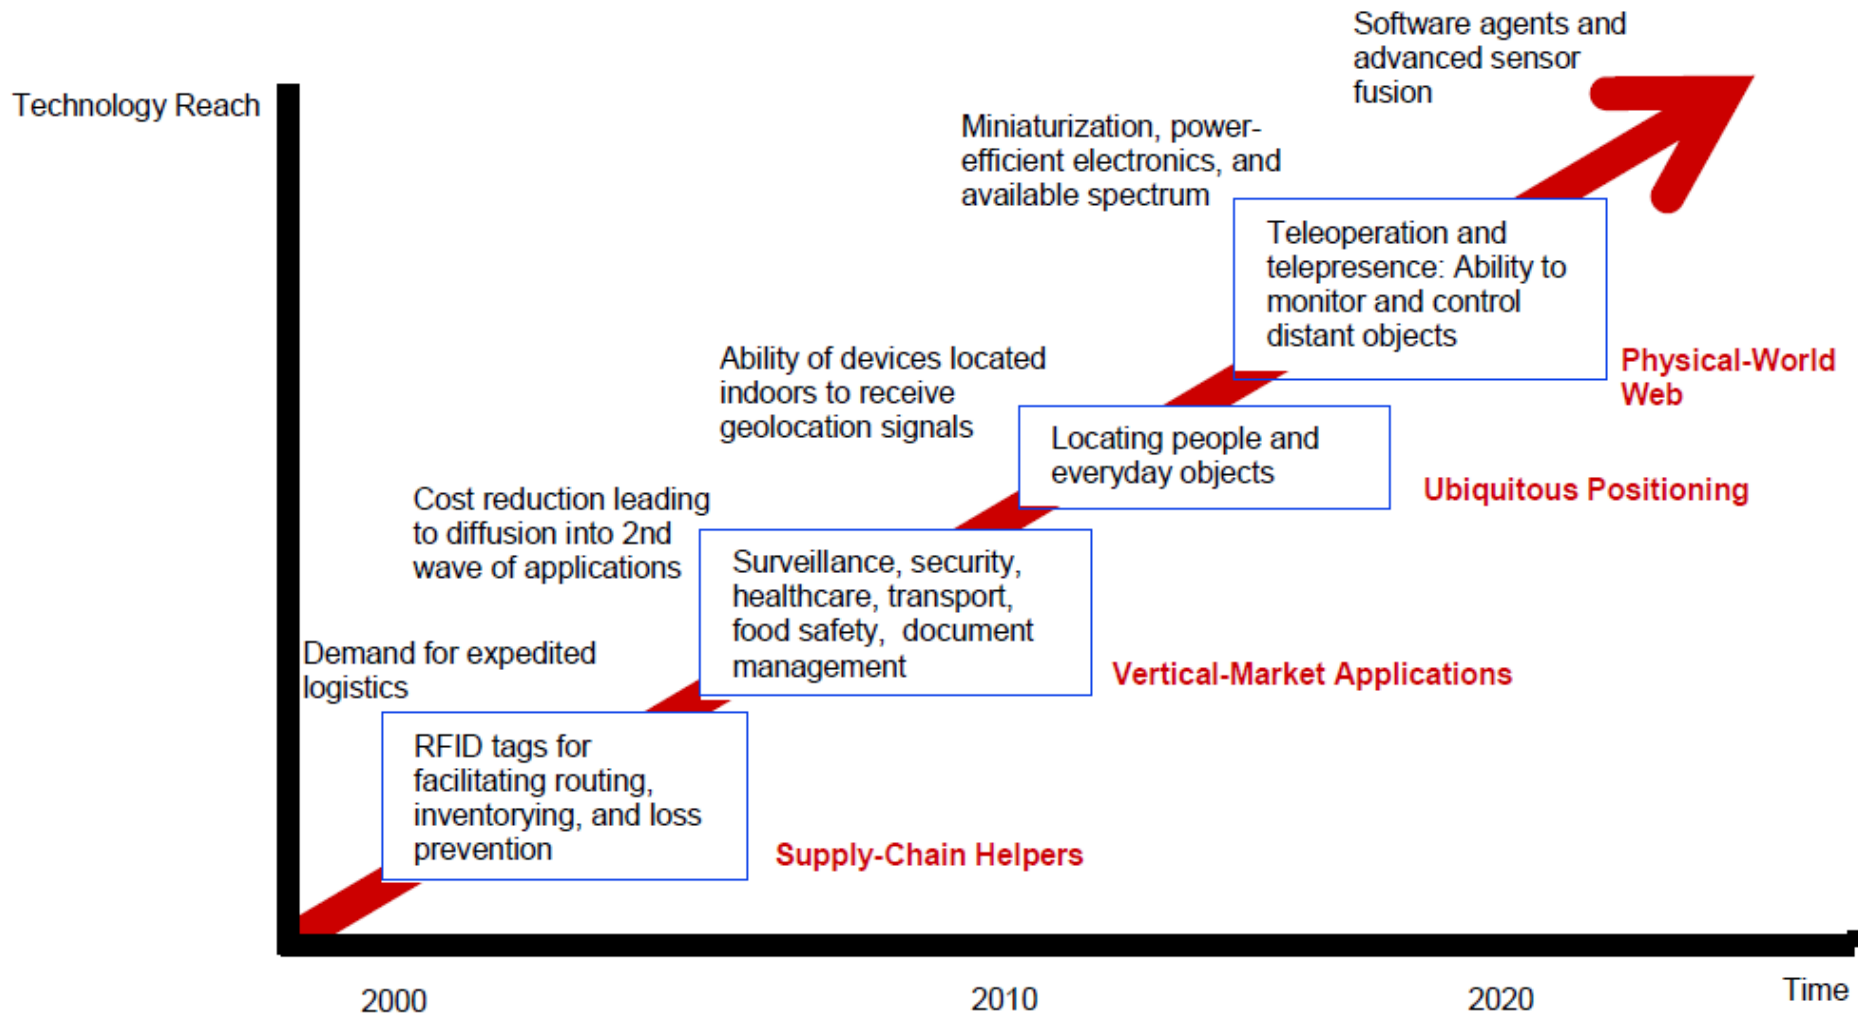 Software agents and
advanced sensor
fusion
Technology Reach
Miniaturization, power-
efficient electronics, and
available spectrum
Teleoperation and
telepresence: Ability to
monitor and control
distant objects
Physical-World
Web
Ability of devices located
indoors to receive
geolocation signals
Locating people and
everyday objects
Ubiquitous Positioning
Cost reduction leading
to diffusion into 2nd
wave of applications
Surveillance, security,
healthcare, transport,
food safety, document
management
Vertical-Market Applications
Demand for expedited
logistics
RFID tags for
facilitating routing,
inventorying, and loss
prevention
Supply-Chain Helpers
2000
2010
2020
Time